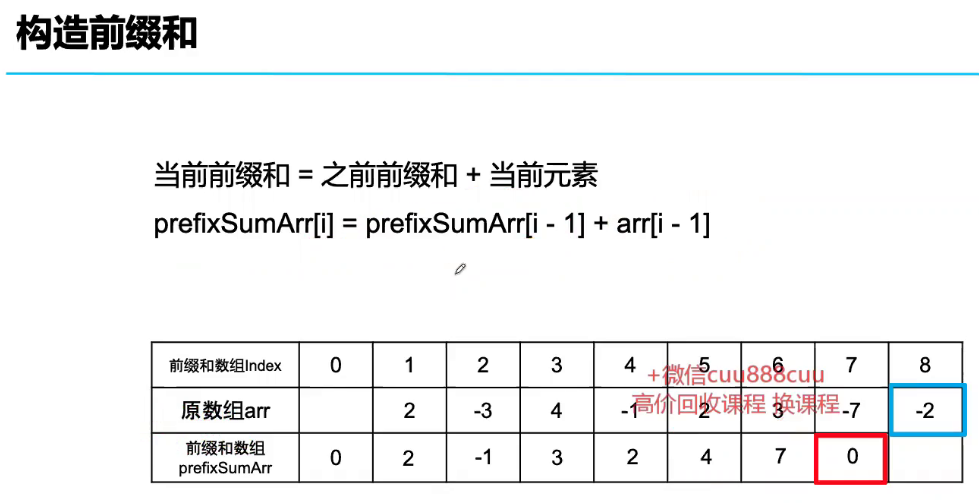 构造前缀和
当前前缀和 = 之前前缀和 + 当前元素
prefixSumArr[i] = prefixSumArr[i - 1] + arr[i - 1]
前缀和数组Index 0 1 2 3 4 5 6 7 8
+微信cuu888cuu
高价回收课程 换课程
原数组arr 2 -3 4 -1 2 3 -7 -2
前缀和数组
prefixSumArr 0 2 -1 3 2 4 7 0